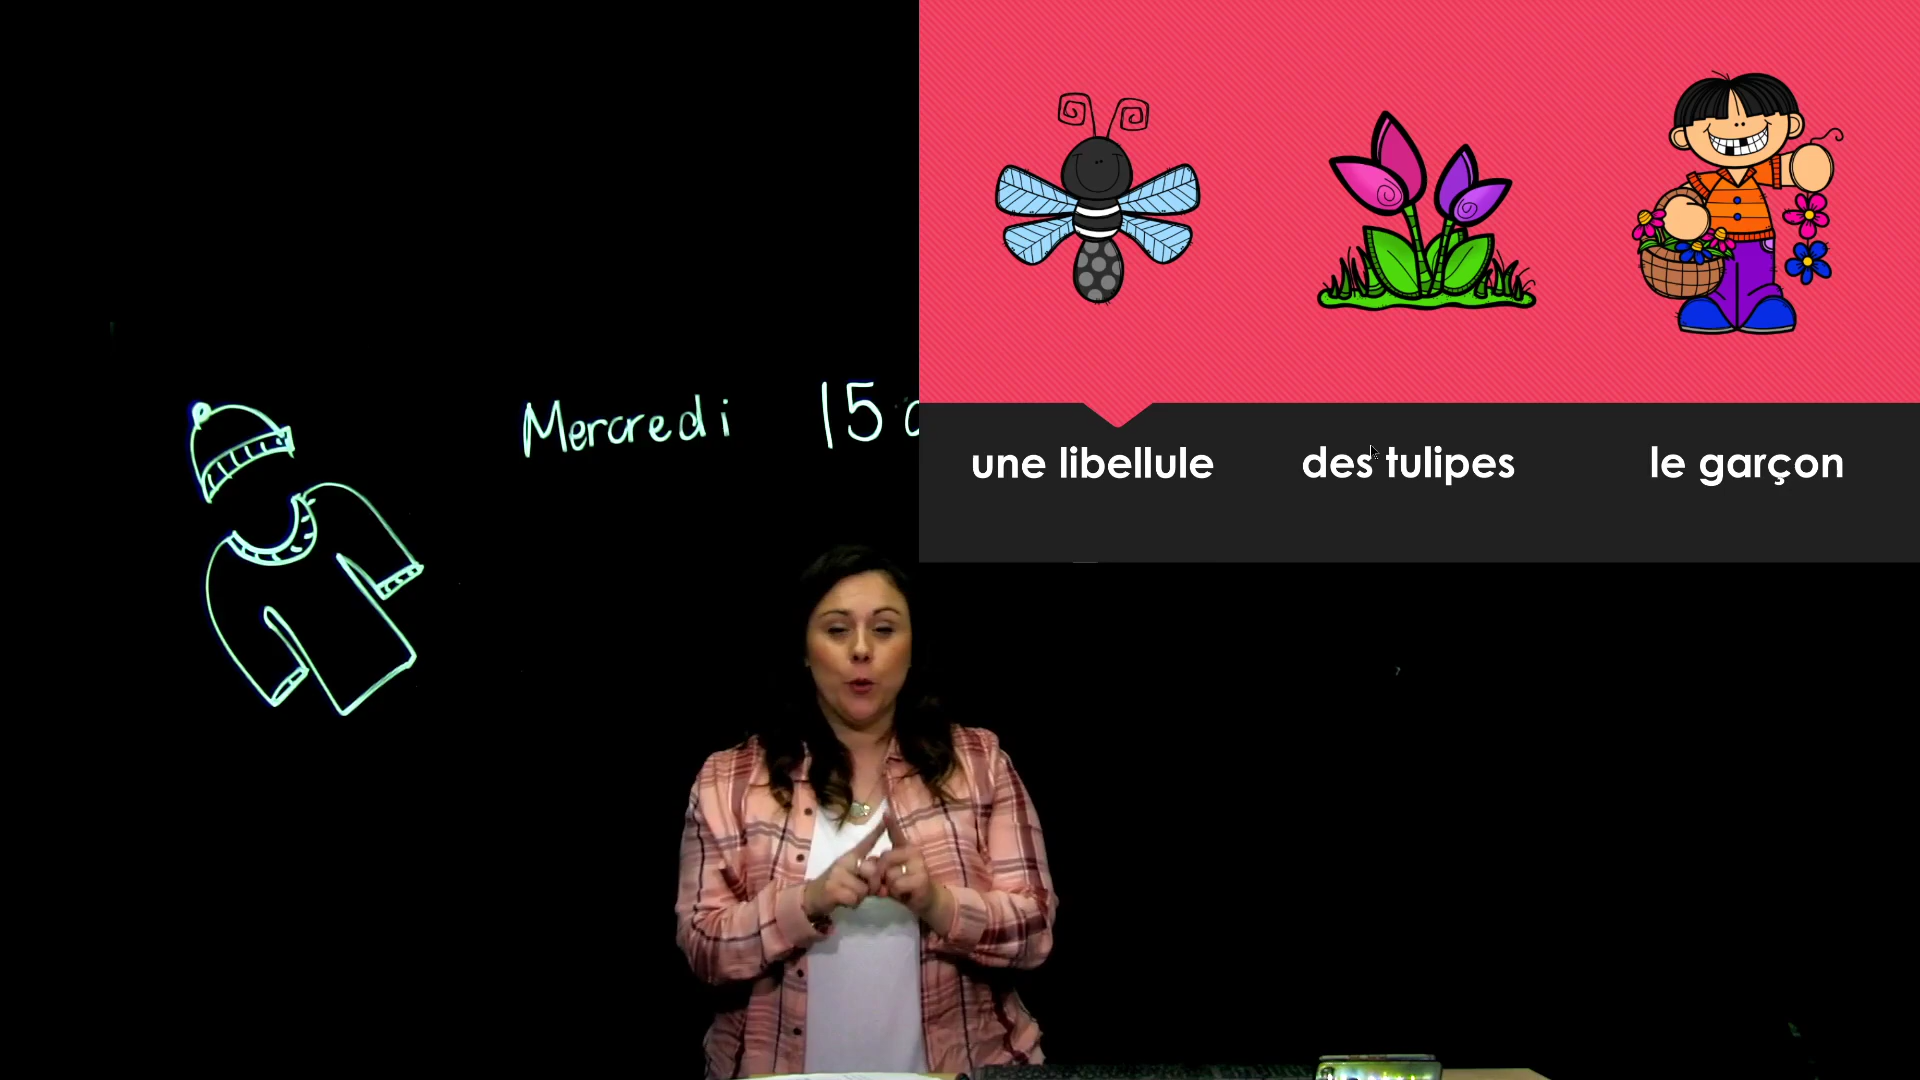 Mercredi 15
une libellule
des tulipes
le garçon